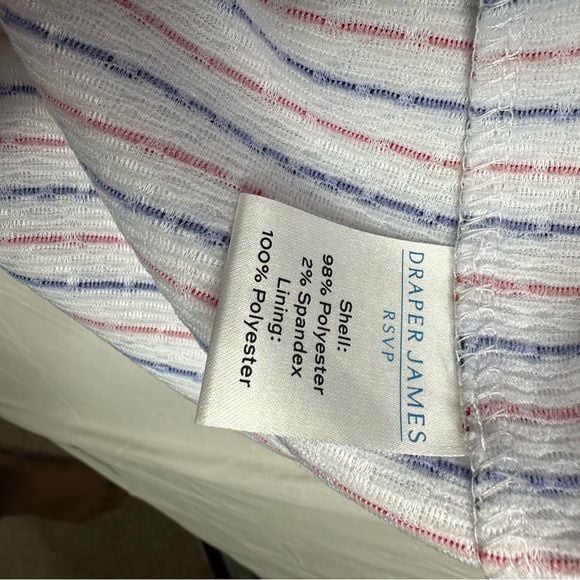 DRAPER JAMES
RSVP
Shell:
98% Polyester
2% Spandex
Lining:
100% Polyester